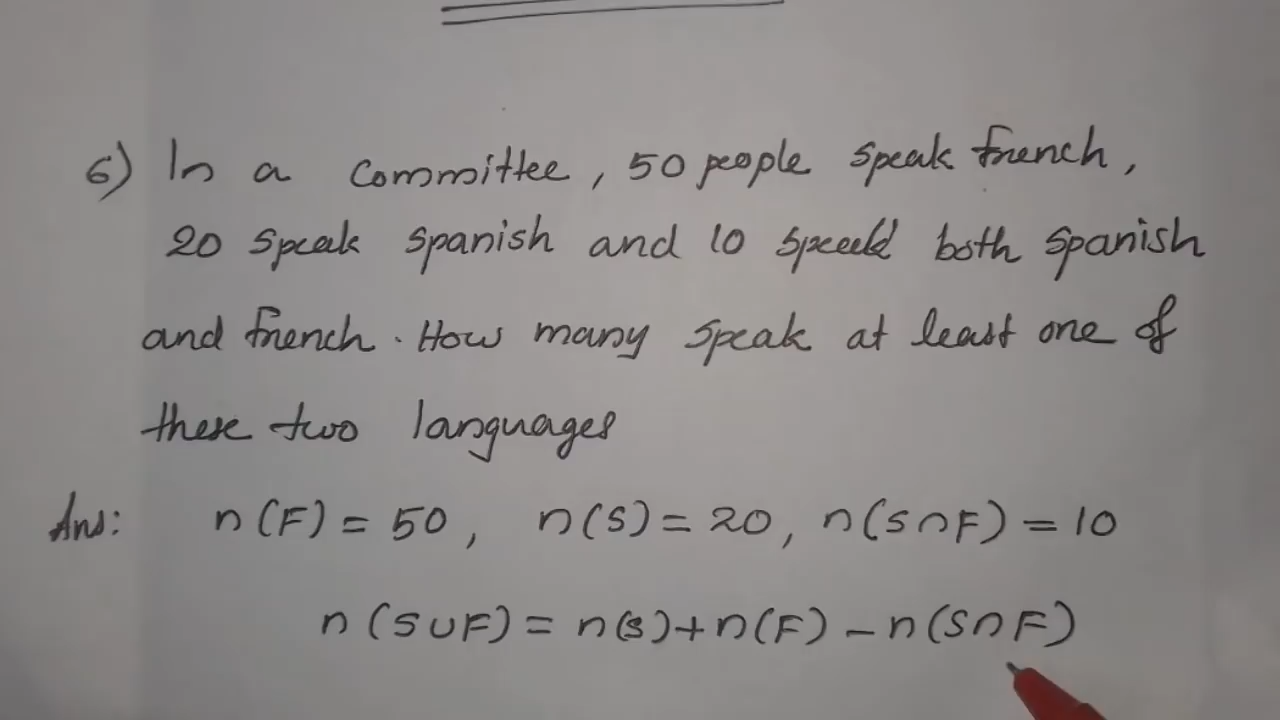 6) In a committee, 50 people speak French,
20 speak spanish and 10 speak both spanish
and French. How many speak at least one of
these two languages
Ans: n(F) = 50, n(S) = 20, n(S∩F) = 10
n(S∪F) = n(S)+n(F) – n(S∩F)